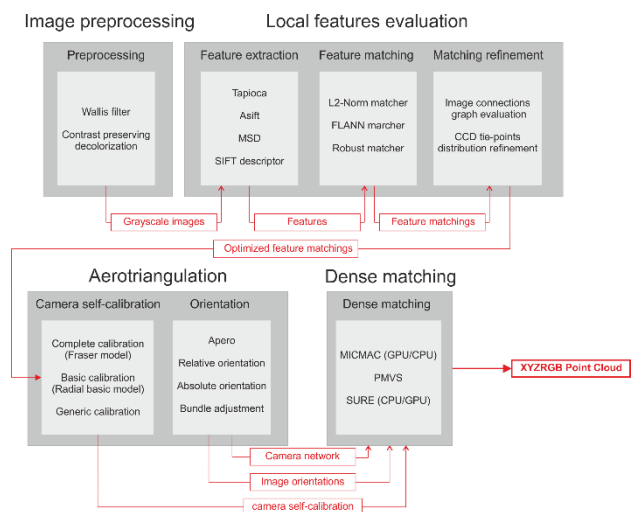 Image preprocessing
Local features evaluation
Preprocessing
Wallis filter
Contrast preserving
decolorization
Feature extraction
Tapioca
Asift
MSD
SIFT descriptor
Feature matching
L2-Norm matcher
FLANN marcher
Robust matcher
Matching refinement
Image connections
graph evaluation
CCD tie-points
distribution refinement
Grayscale images
Features
Feature matchings
Optimized feature matchings
Aerotriangulation
Dense matching
Camera self-calibration
Complete calibration
(Fraser model)
Basic calibration
(Radial basic model)
Generic calibration
Orientation
Apero
Relative orientation
Absolute orientation
Bundle adjustment
Dense matching
MICMAC (GPU/CPU)
PMVS
SURE (CPU/GPU)
XYZRGB Point Cloud
Camera network
Image orientations
camera self-calibration